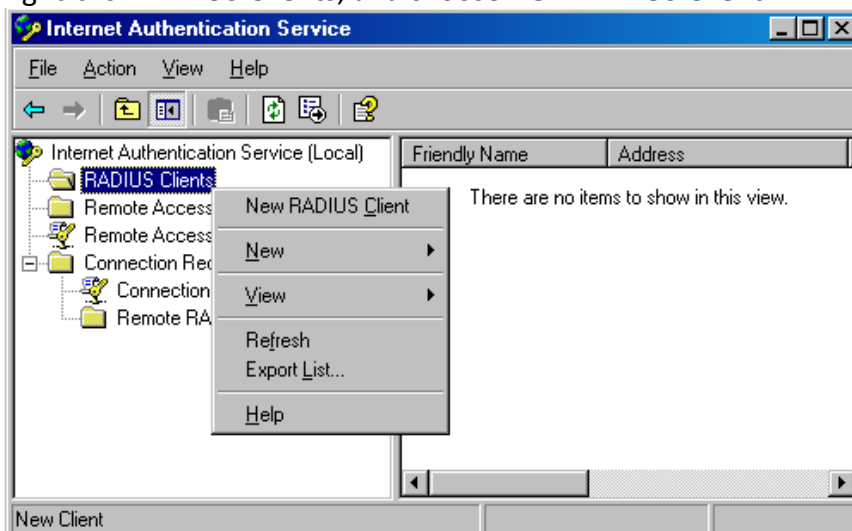 Internet Authentication Service
File Action View Help
Internet Authentication Service (Local)
RADIUS Clients
Remote Access
Remote Access
Connection Req
Connection
Remote RA
New RADIUS Client
New
View
Refresh
Export List...
Help
Friendly Name Address
There are no items to show in this view.
New Client